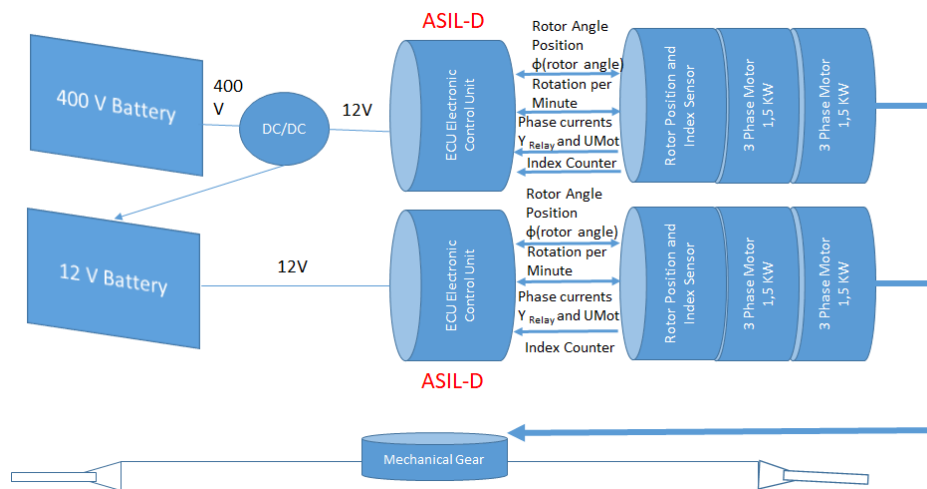 ASIL-D
400 V Battery
400
V
DC/DC
12V
ECU Electronic
Control Unit
Rotor Angle
Position
ϕ(rotor angle)
Rotation per
Minute
Phase currents
Y Relay and UMot
Index Counter
Rotor Position and
Index Sensor
3 Phase Motor
1,5 KW
3 Phase Motor
1,5 KW
12 V Battery
12V
ECU Electronic
Control Unit
Rotor Angle
Position
ϕ(rotor angle)
Rotation per
Minute
Phase currents
Y Relay and UMot
Index Counter
Rotor Position and
Index Sensor
3 Phase Motor
1,5 KW
3 Phase Motor
1,5 KW
ASIL-D
Mechanical Gear